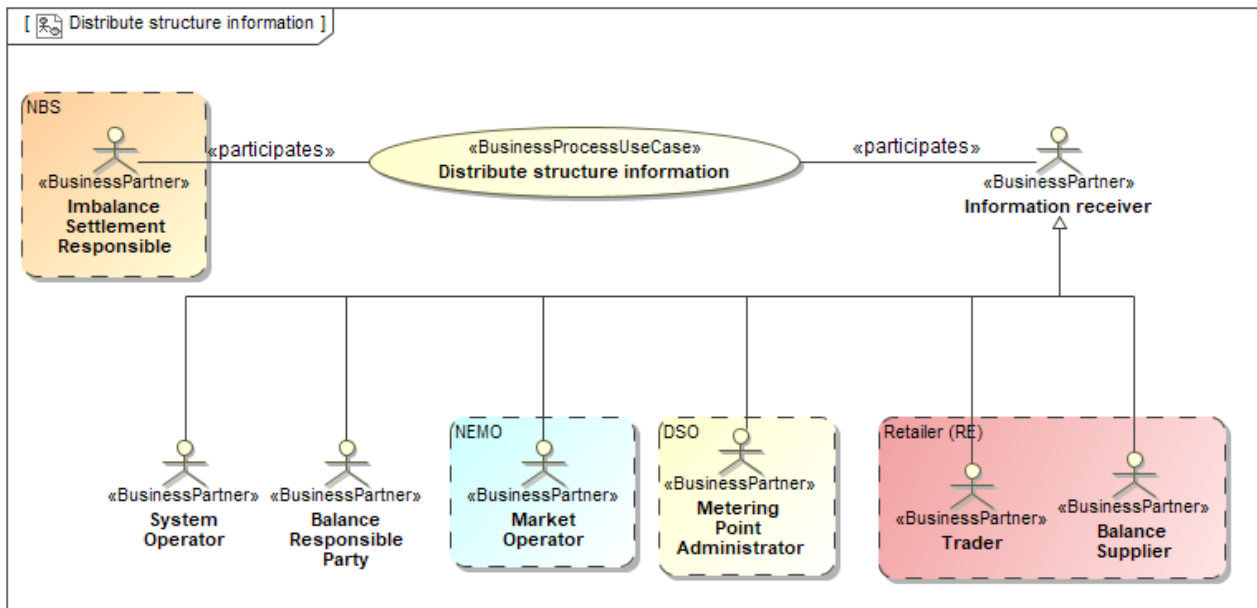 [ Distribute structure information ]
NBS
«BusinessPartner»
Imbalance
Settlement
Responsible
«participates»
«BusinessProcessUseCase»
Distribute structure information
«participates»
«BusinessPartner»
Information receiver
«BusinessPartner»
System
Operator
«BusinessPartner»
Balance
Responsible
Party
NEMO
«BusinessPartner»
Market
Operator
DSO
«BusinessPartner»
Metering
Point
Administrator
Retailer (RE)
«BusinessPartner»
Trader
«BusinessPartner»
Balance
Supplier